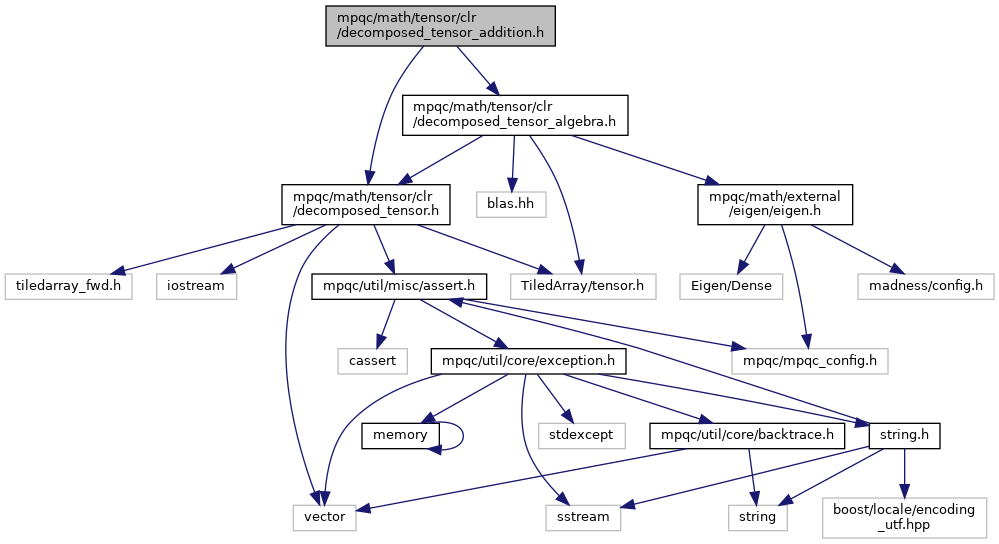 mpqc/math/tensor/clr
/decomposed_tensor_addition.h
mpqc/math/tensor/clr
/decomposed_tensor_algebra.h
mpqc/math/tensor/clr
/decomposed_tensor.h
blas.hh
mpqc/math/external
/eigen/eigen.h
tiledarray_fwd.h
iostream
mpqc/util/misc/assert.h
TiledArray/tensor.h
Eigen/Dense
madness/config.h
cassert
mpqc/util/core/exception.h
mpqc/mpqc_config.h
memory
stdexcept
mpqc/util/core/backtrace.h
string.h
vector
sstream
string
boost/locale/encoding
_utf.hpp